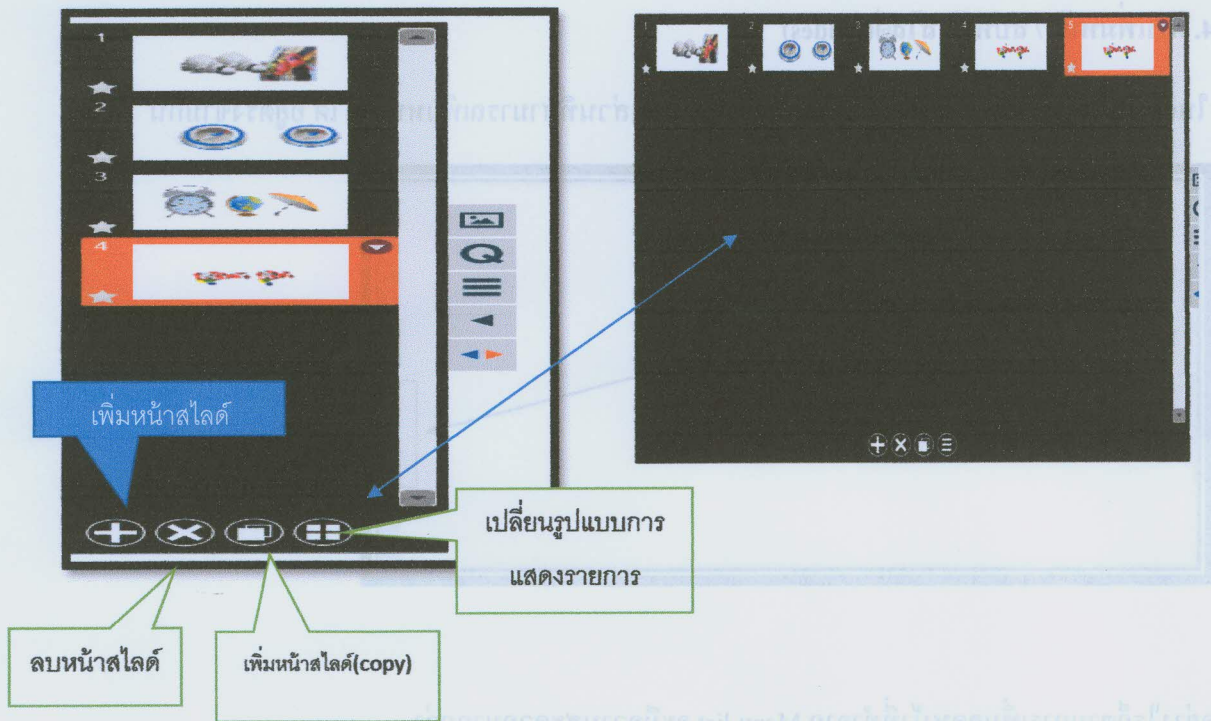 1
2
3
4
1
2
3
4
5
Q
เพิ่มหน้าสไลด์
เปลี่ยนรูปแบบการ
แสดงรายการ
ลบหน้าสไลด์
เพิ่มหน้าสไลด์(copy)